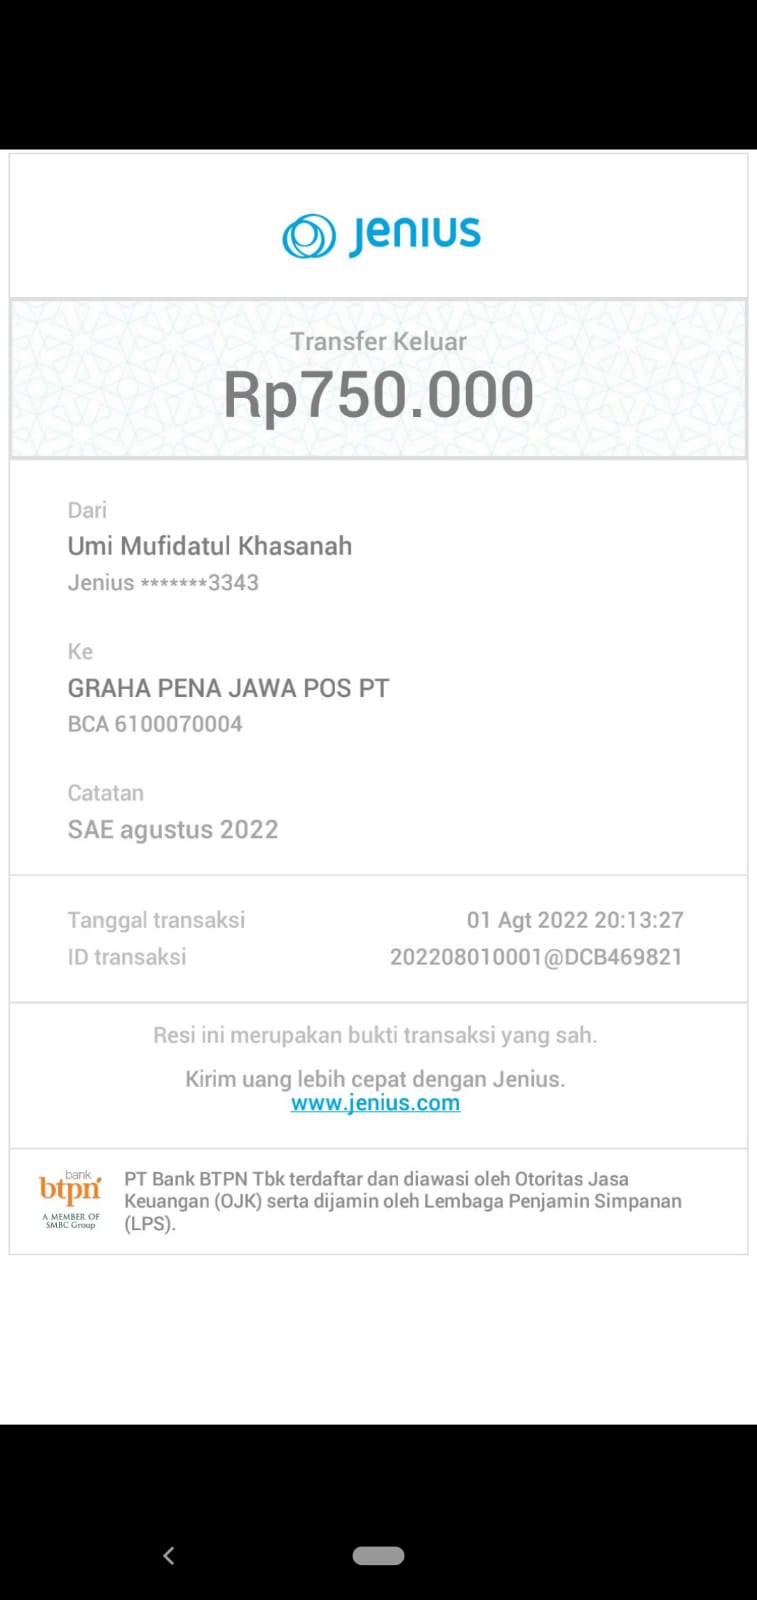 jenius
Transfer Keluar
Rp750.000
Dari
Umi Mufidatul Khasanah
Jenius *******3343
Ke
GRAHA PENA JAWA POS PT
BCA 6100070004
Catatan
SAE agustus 2022
Tanggal transaksi 01 Agt 2022 20:13:27
ID transaksi 202208010001@DCB469821
Resi ini merupakan bukti transaksi yang sah.
Kirim uang lebih cepat dengan Jenius.
www.jenius.com
bank
btpn
A MEMBER OF
SMBC Group
PT Bank BTPN Tbk terdaftar dan diawasi oleh Otoritas Jasa
Keuangan (OJK) serta dijamin oleh Lembaga Penjamin Simpanan
(LPS).